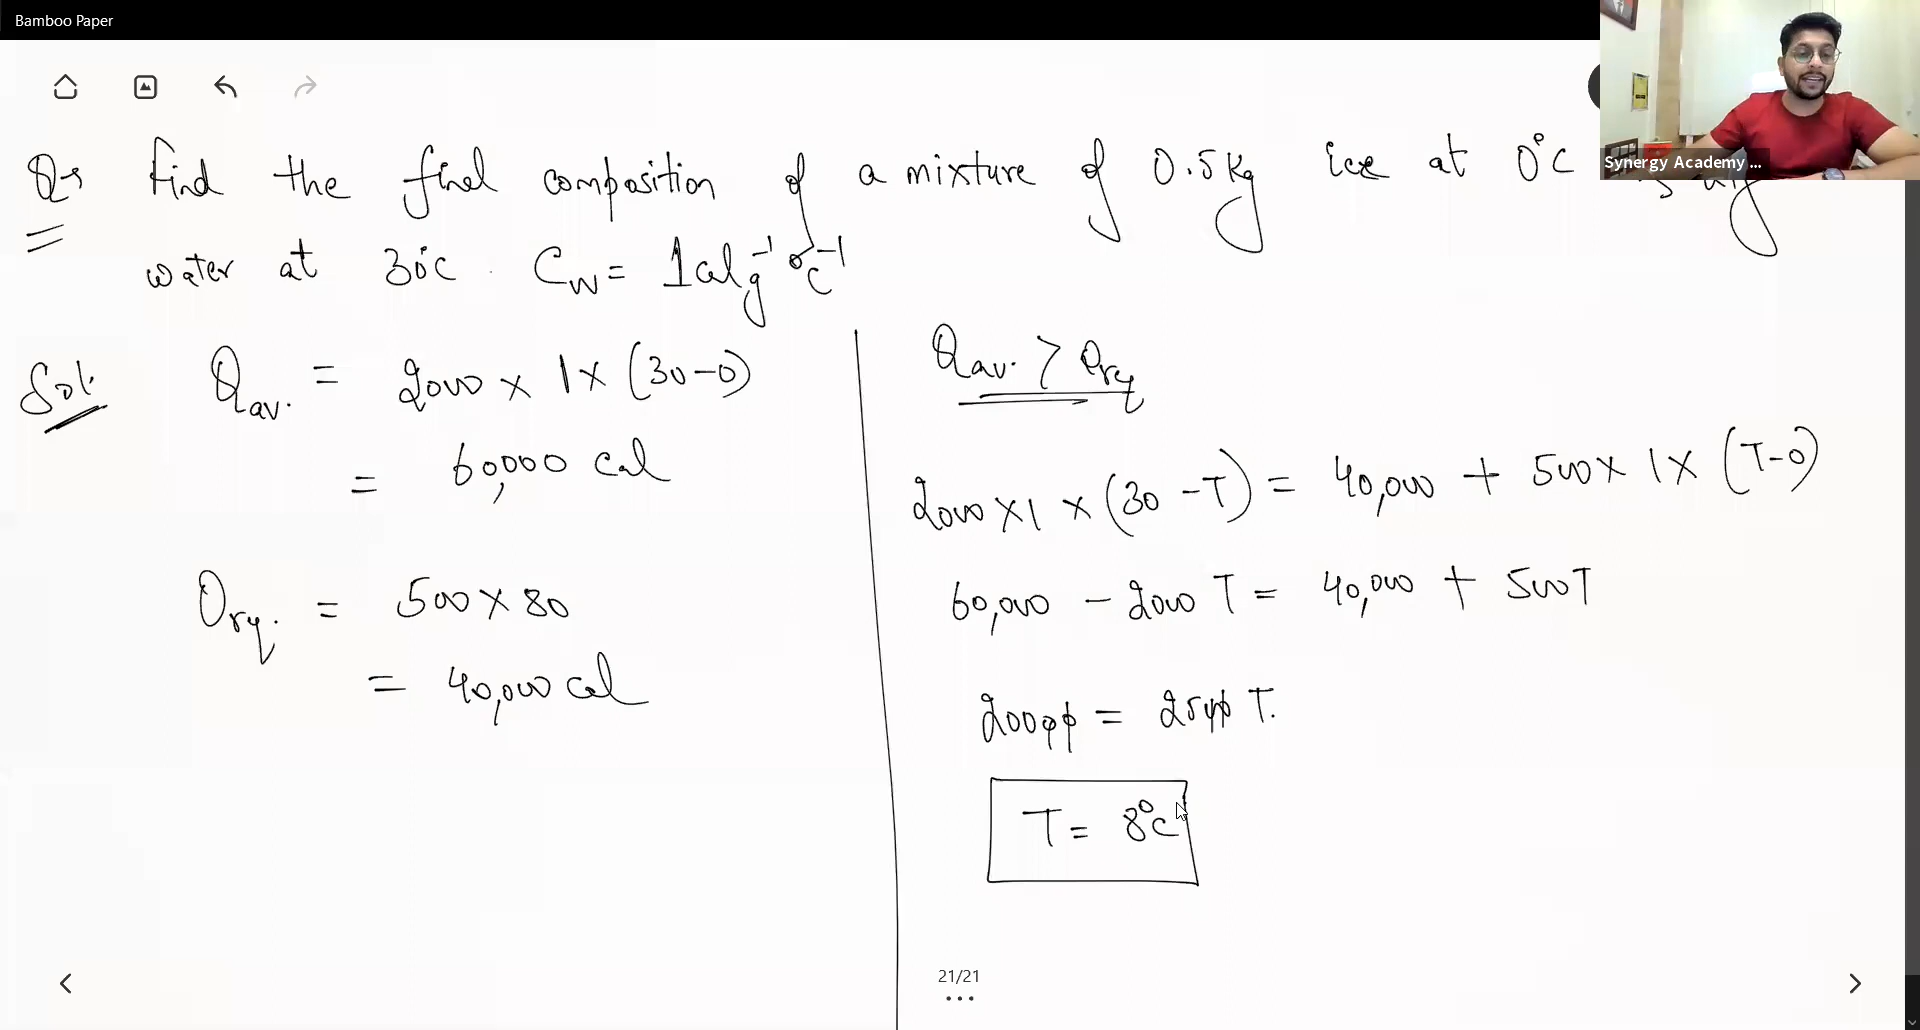 Bamboo Paper
Synergy Academy ...
Qs find the final composition of a mixture of 0.5 Kg ice at 0°C
water at 30°C. Cw = 1 cal g⁻¹ °C⁻¹
Sol. Qav. = 2000 × 1 × (30-0)
= 60,000 cal
Qrq. = 500 × 80
= 40,000 cal
Qav. > Qrq
2000 × 1 × (30 - T) = 40,000 + 500 × 1 × (T-0)
60,000 - 2000 T = 40,000 + 500T
20000 = 2500 T.
T = 8°C
21/21